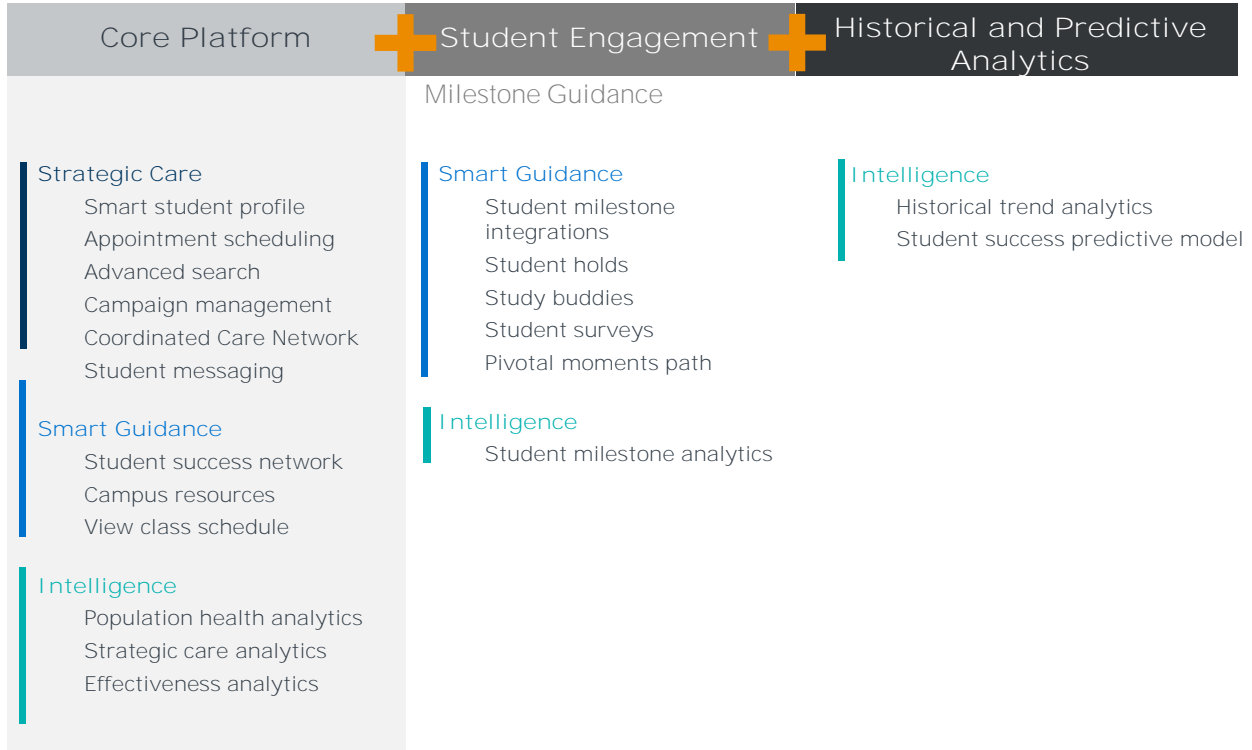 Core Platform
Student Engagement
Historical and Predictive
Analytics
Milestone Guidance
Strategic Care
Smart student profile
Appointment scheduling
Advanced search
Campaign management
Coordinated Care Network
Student messaging
Smart Guidance
Student success network
Campus resources
View class schedule
Intelligence
Population health analytics
Strategic care analytics
Effectiveness analytics
Smart Guidance
Student milestone
integrations
Student holds
Study buddies
Student surveys
Pivotal moments path
Intelligence
Student milestone analytics
Intelligence
Historical trend analytics
Student success predictive model